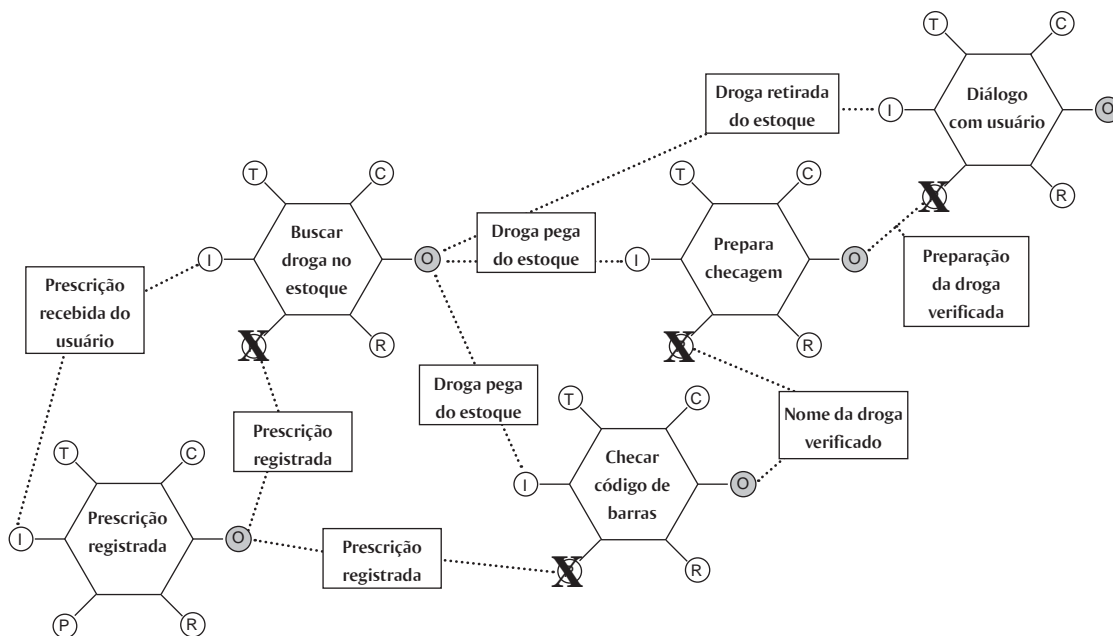 T
C
Droga retirada
do estoque
I
Diálogo
com usuário
O
X
R
T
C
Buscar
droga no
estoque
I
O
X
R
Droga pega
do estoque
T
C
I
Prepara
checagem
O
X
R
Preparação
da droga
verificada
Prescrição
recebida do
usuário
Droga pega
do estoque
Prescrição
registrada
T
C
I
Checar
código de
barras
O
X
R
Nome da droga
verificado
T
C
I
Prescrição
registrada
O
P
R
Prescrição
registrada